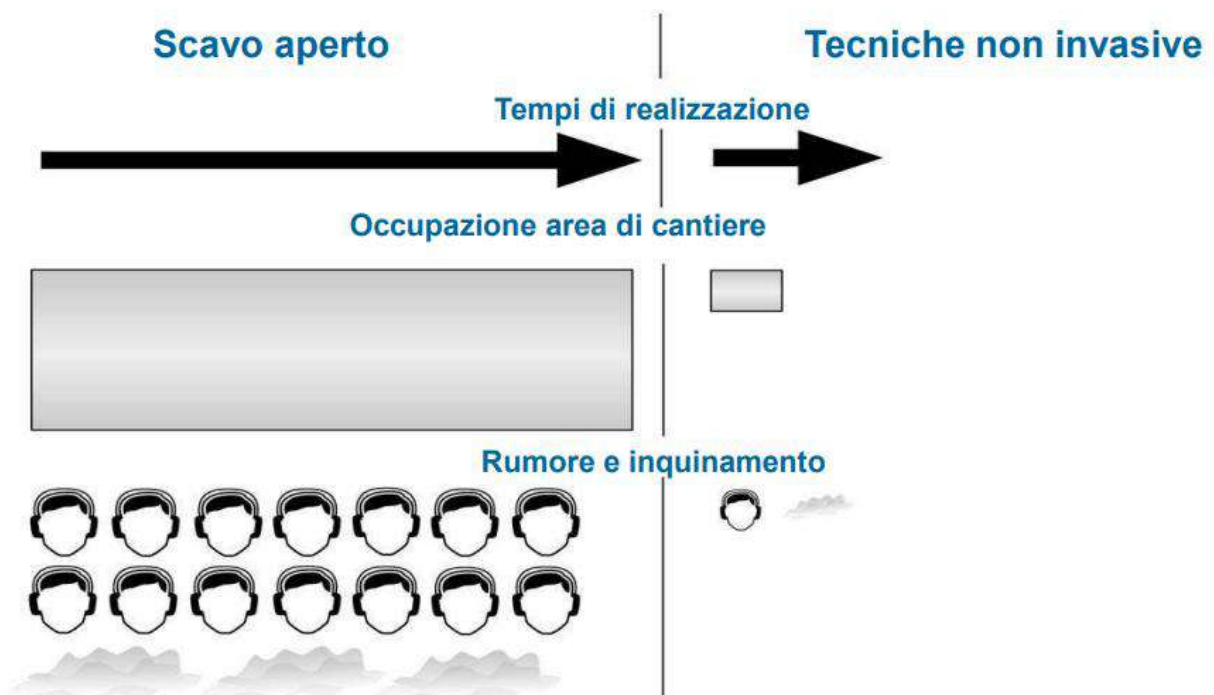 Scavo aperto
Tecniche non invasive
Tempi di realizzazione
Occupazione area di cantiere
Rumore e inquinamento